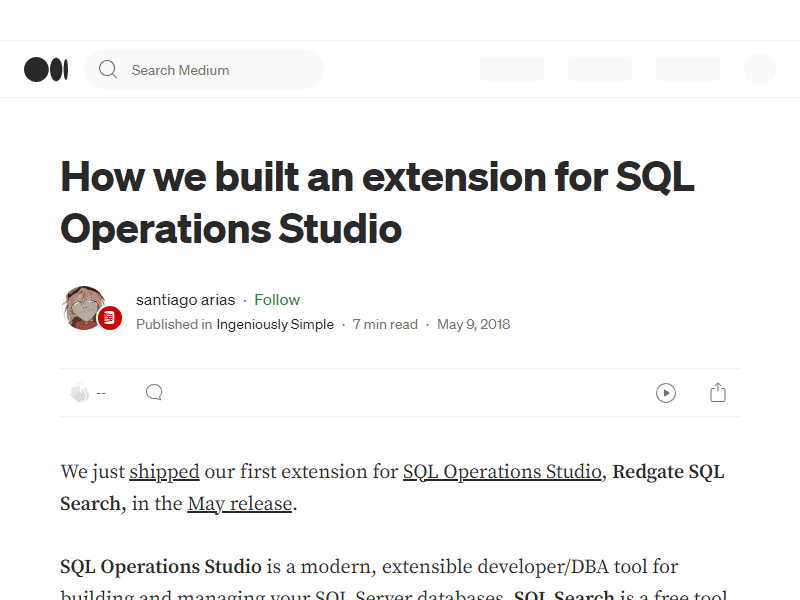 Search Medium
How we built an extension for SQL
Operations Studio
santiago arias · Follow
Published in Ingeniously Simple · 7 min read · May 9, 2018
--
We just shipped our first extension for SQL Operations Studio, Redgate SQL
Search, in the May release.
SQL Operations Studio is a modern, extensible developer/DBA tool for
building and managing your SQL Server databases. SQL Search is a free tool